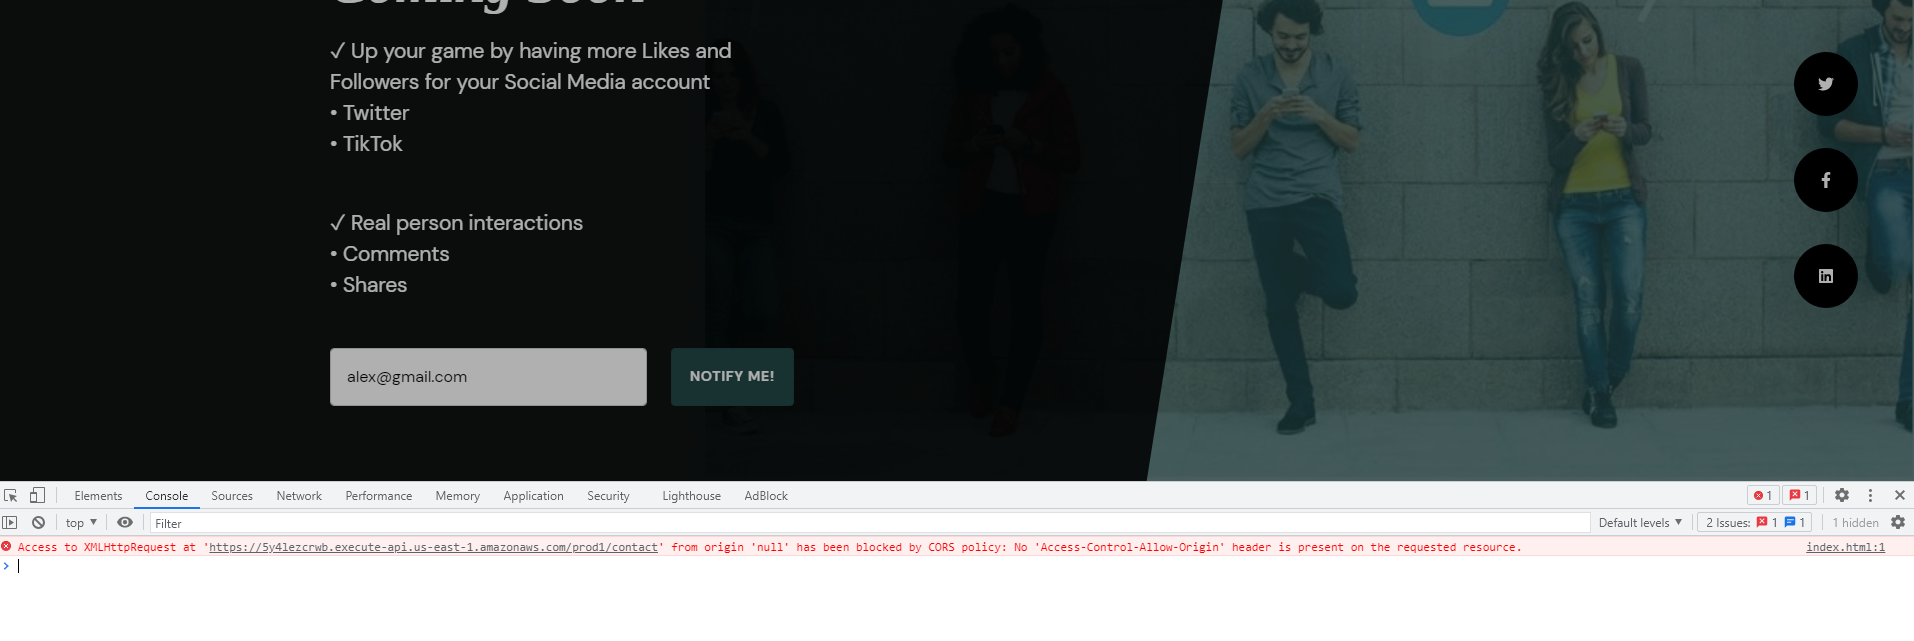 Coming Soon
✓ Up your game by having more Likes and
Followers for your Social Media account
• Twitter
• TikTok
✓ Real person interactions
• Comments
• Shares
alex@gmail.com
NOTIFY ME!
Elements Console Sources Network Performance Memory Application Security Lighthouse AdBlock 1 1
top Filter Default levels 2 Issues: 1 1 1 hidden
Access to XMLHttpRequest at 'https://5y4lezcrwb.execute-api.us-east-1.amazonaws.com/prod1/contact' from origin 'null' has been blocked by CORS policy: No 'Access-Control-Allow-Origin' header is present on the requested resource. index.html:1